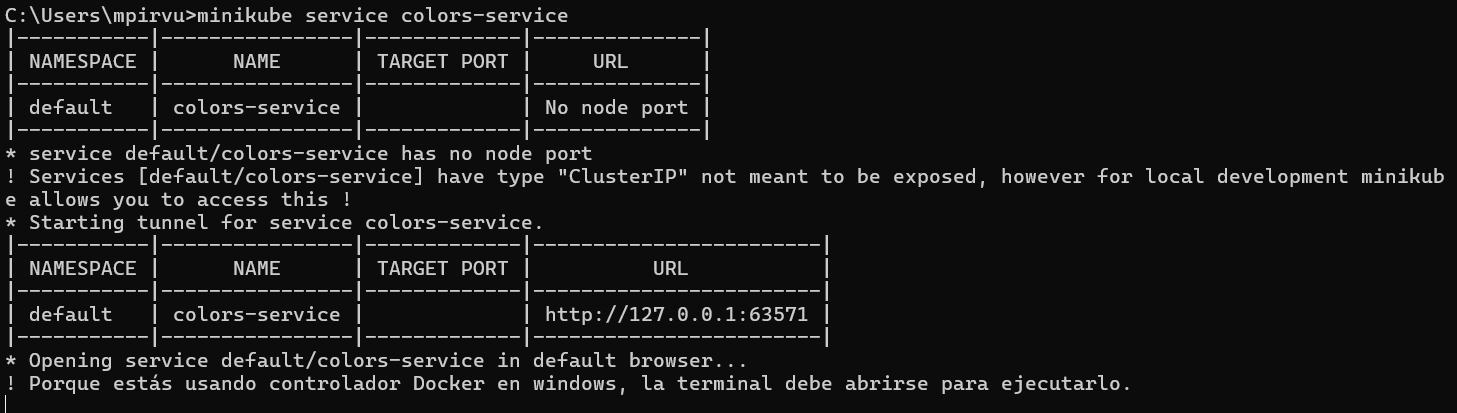 C:\Users\mpirvu>minikube service colors-service
|-----------|----------------|-------------|--------------|
| NAMESPACE |      NAME      | TARGET PORT |     URL      |
|-----------|----------------|-------------|--------------|
| default   | colors-service |             | No node port |
|-----------|----------------|-------------|--------------|
* service default/colors-service has no node port
! Services [default/colors-service] have type "ClusterIP" not meant to be exposed, however for local development minikub
e allows you to access this !
* Starting tunnel for service colors-service.
|-----------|----------------|-------------|------------------------|
| NAMESPACE |      NAME      | TARGET PORT |          URL           |
|-----------|----------------|-------------|------------------------|
| default   | colors-service |             | http://127.0.0.1:63571 |
|-----------|----------------|-------------|------------------------|
* Opening service default/colors-service in default browser...
! Porque estás usando controlador Docker en windows, la terminal debe abrirse para ejecutarlo.